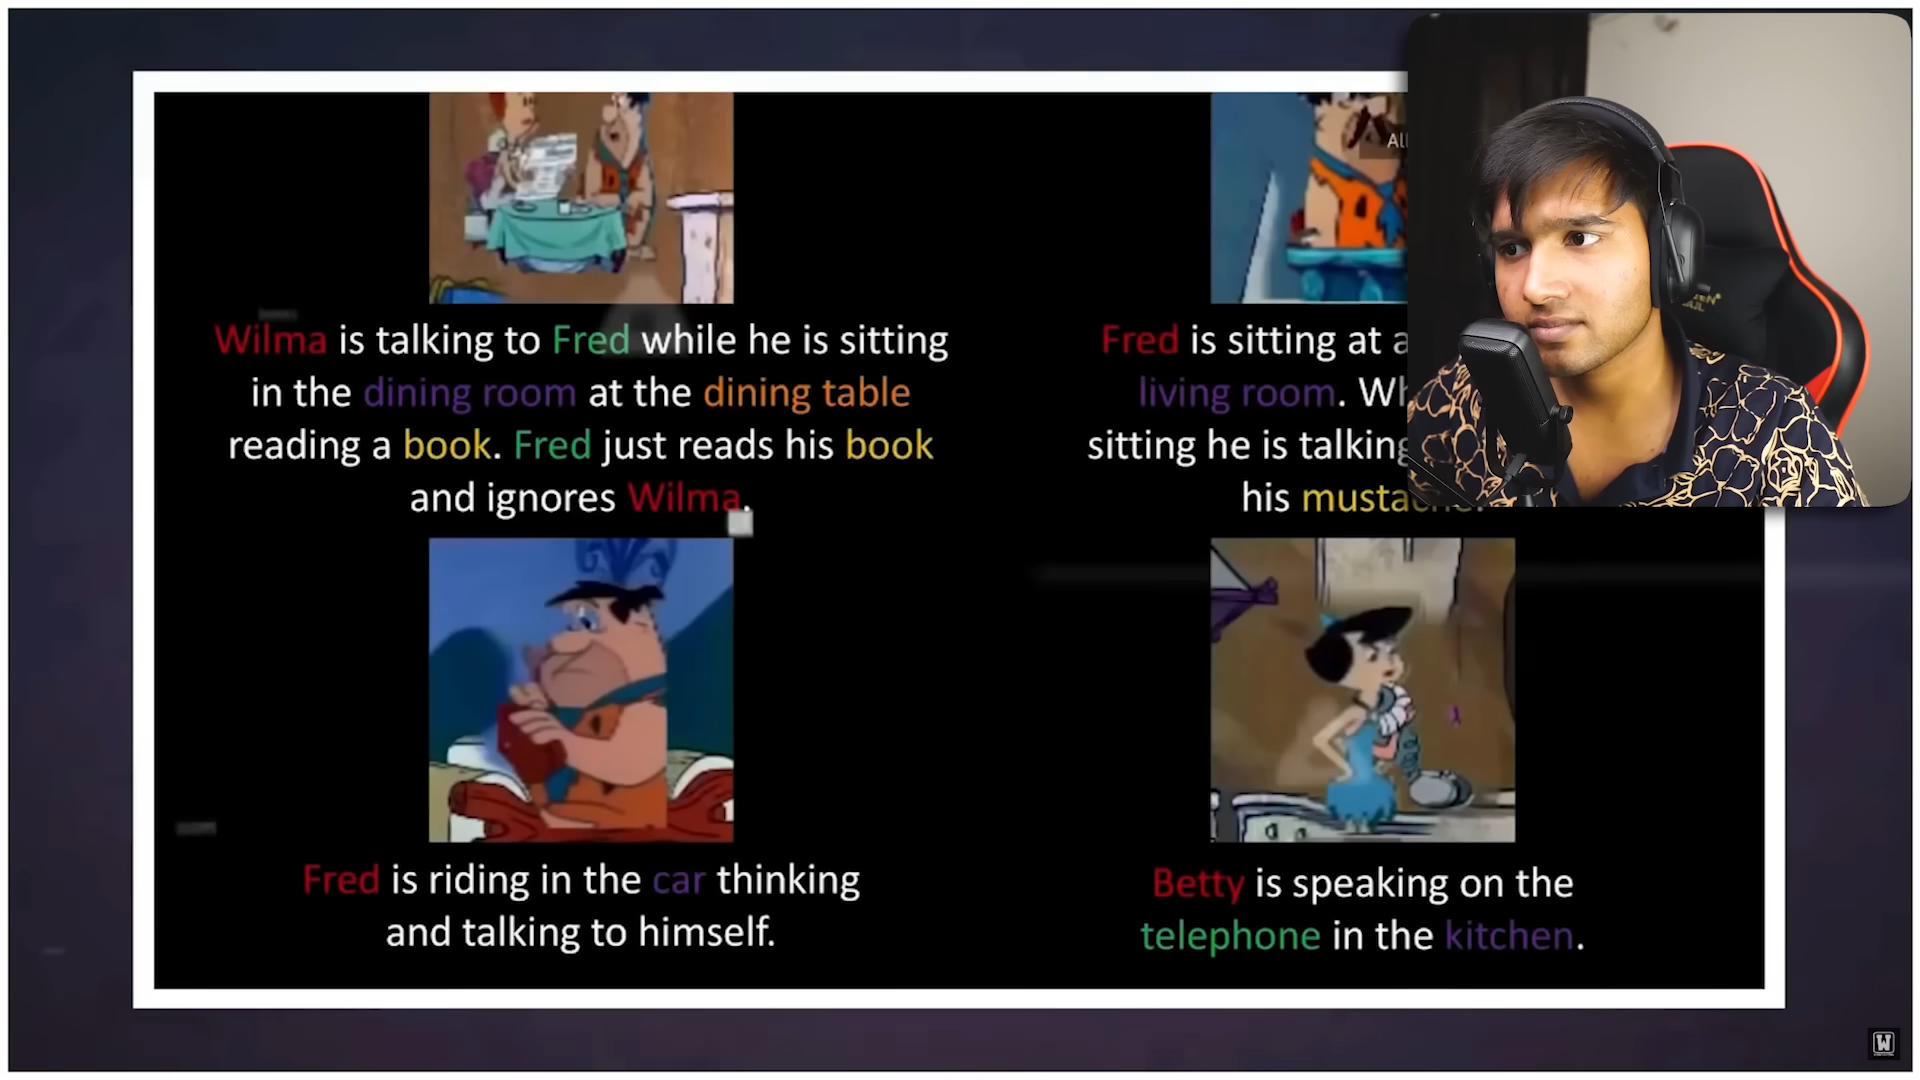 Wilma is talking to Fred while he is sitting
in the dining room at the dining table
reading a book. Fred just reads his book
and ignores Wilma.
Fred is sitting at a
living room.
sitting he is talking
his
Fred is riding in the car thinking
and talking to himself.
Betty is speaking on the
telephone in the kitchen.
W